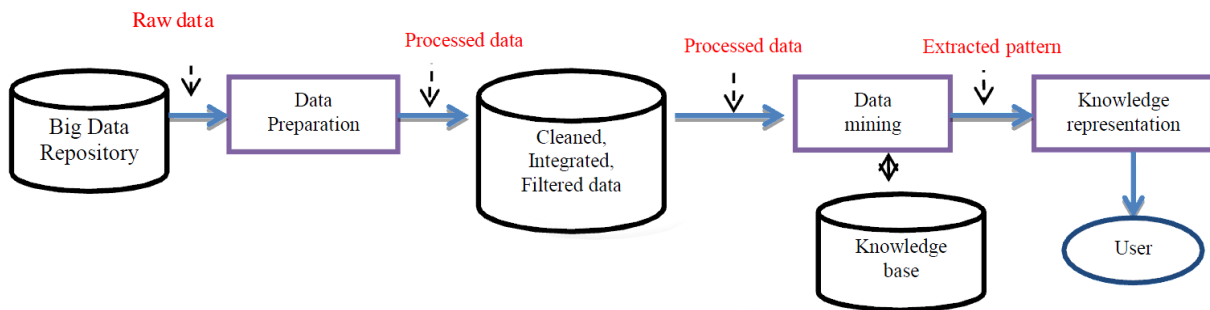 Raw data
Processed data
Processed data
Extracted pattern
Big Data
Repository
Data
Preparation
Cleaned,
Integrated,
Filtered data
Data
mining
Knowledge
representation
Knowledge
base
User